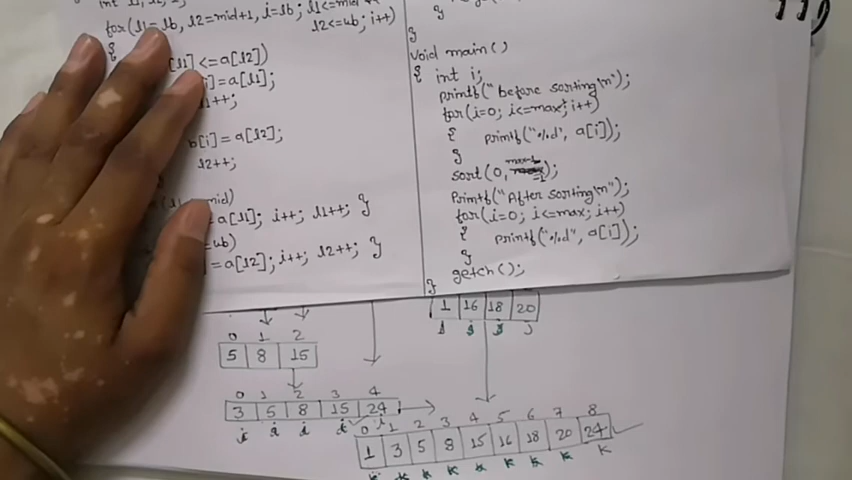 for(l1=lb, l2=mid+1, i=lb; l1<=mid
l2<=ub; i++)
{
[l1] <=a[l2])
[i]=a[l1];
l1++;
b[i]=a[l2];
l2++;
mid)
=a[l1]; i++; l1++; }
=ub)
]=a[l2]; i++; l2++; }
}
}
void main()
{ int i;
printf("before sorting\n");
for(i=0; i<=max; i++)
{ printf("%d", a[i]);
}
sort(0, max-1);
printf("After sorting\n");
for(i=0; i<=max; i++)
{ printf("%d", a[i]);
}
getch();
}
1 16 18 20
0 1 2
5 8 15
0 1 2 3 4
3 5 8 15 24
i i i i i
0 1 2 3 4 5 6 7 8
1 3 5 8 15 16 18 20 24
k k k k k k k k